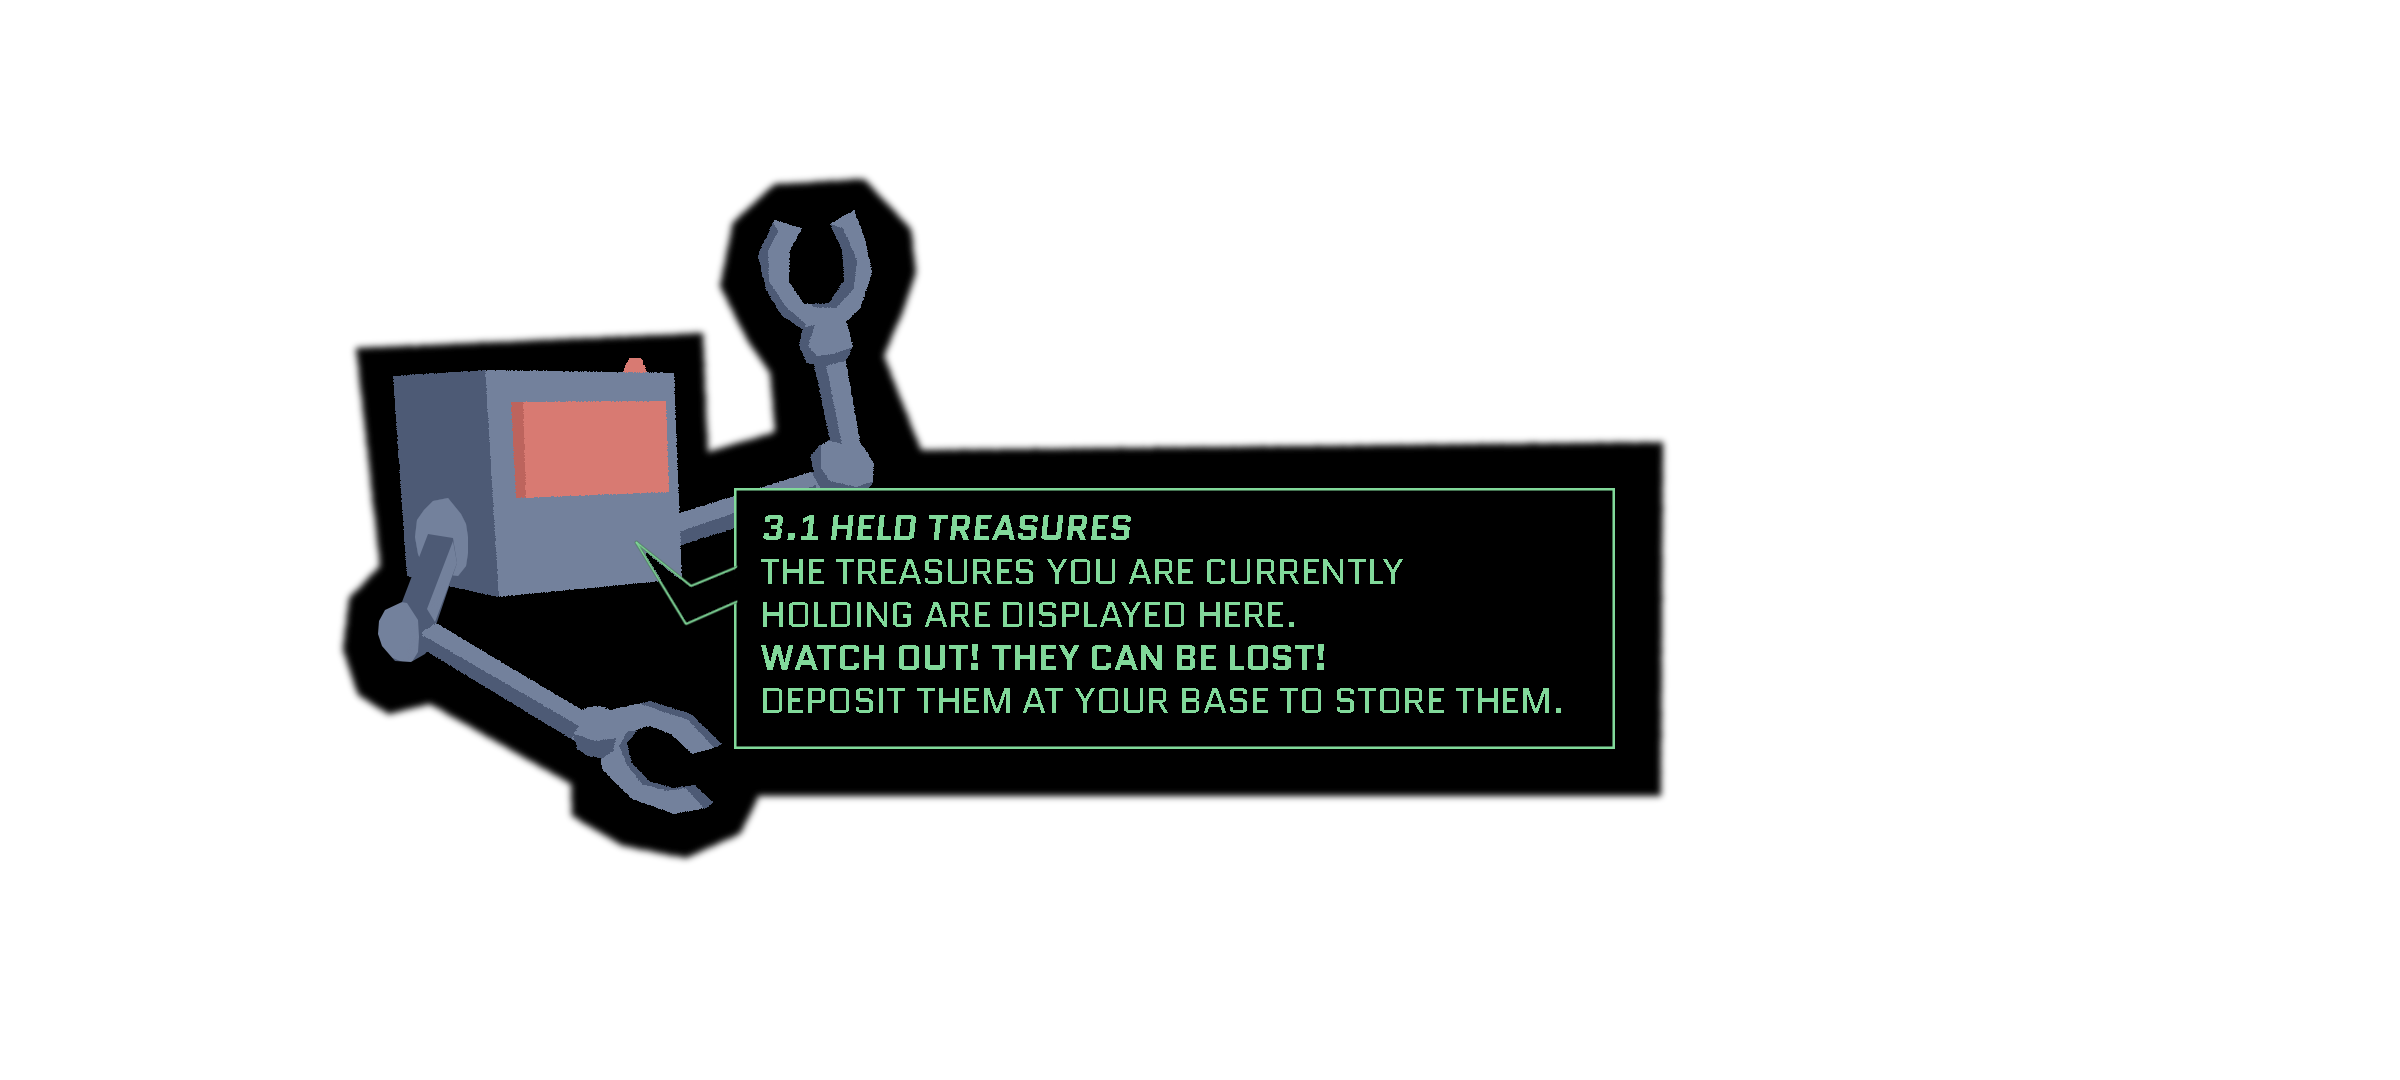 3.1 HELD TREASURES
THE TREASURES YOU ARE CURRENTLY
HOLDING ARE DISPLAYED HERE.
WATCH OUT! THEY CAN BE LOST!
DEPOSIT THEM AT YOUR BASE TO STORE THEM.